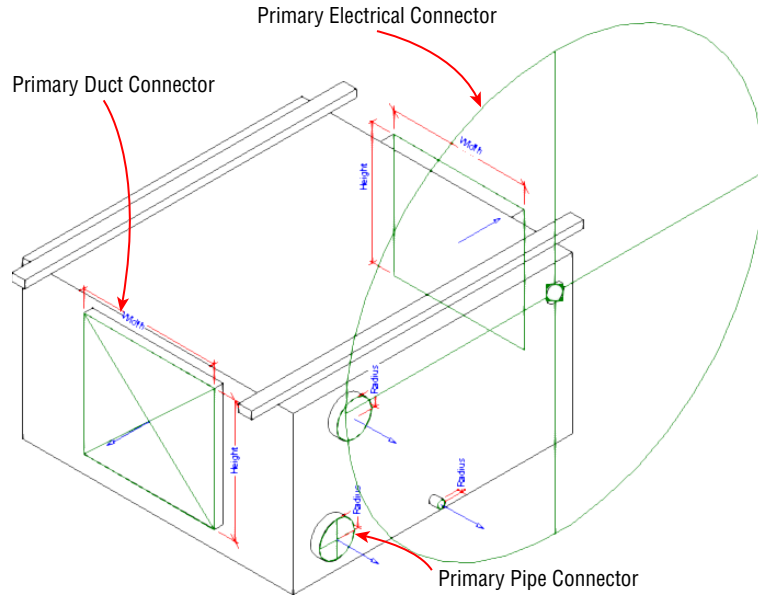 Primary Electrical Connector
Primary Duct Connector
Width
Height
Width
Radius
Height
Radius
Radius
Primary Pipe Connector